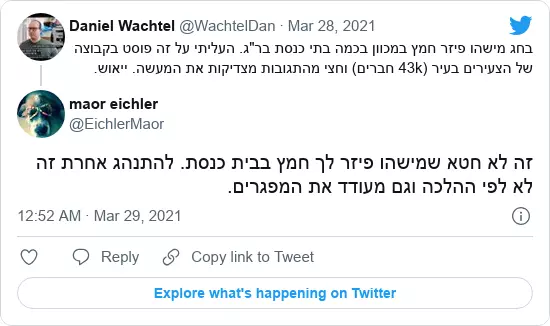 Daniel Wachtel @WachtelDan · Mar 28, 2021
בחג מישהו פיזר חמץ במכוון בכמה בתי כנסת בר"ג. העליתי על זה פוסט בקבוצה
של הצעירים בעיר (43k חברים) וחצי מהתגובות מצדיקות את המעשה. ייאוש.
maor eichler
@EichlerMaor
זה לא חטא שמישהו פיזר לך חמץ בבית כנסת. להתנהג אחרת זה
לא לפי ההלכה וגם מעודד את המפגרים.
12:52 AM · Mar 29, 2021
Reply
Copy link to Tweet
Explore what's happening on Twitter